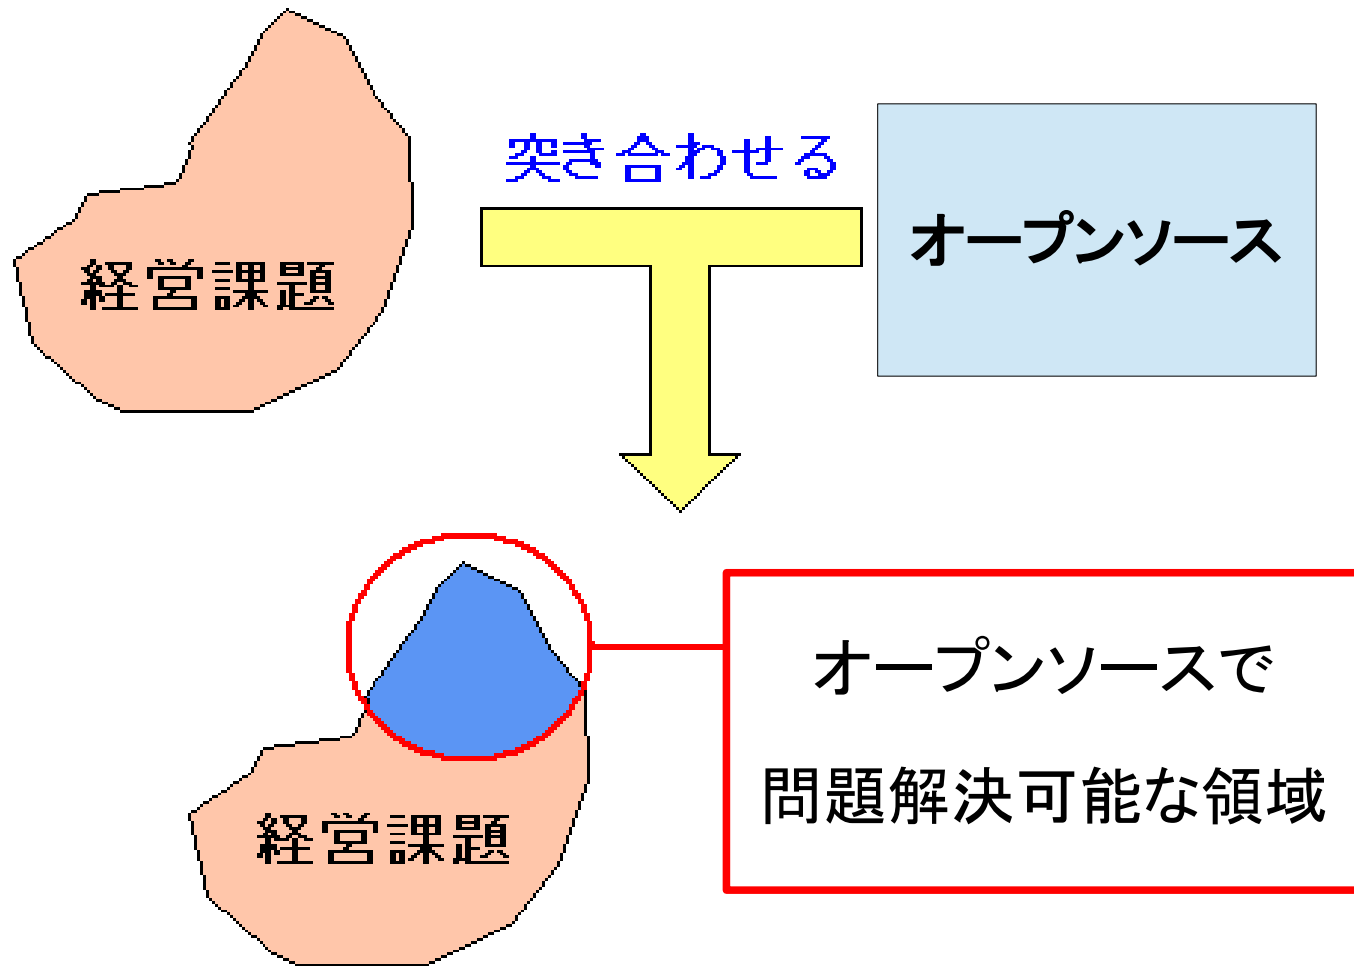 突き合わせる
オープンソース
経営課題
オープンソースで
問題解決可能な領域
経営課題